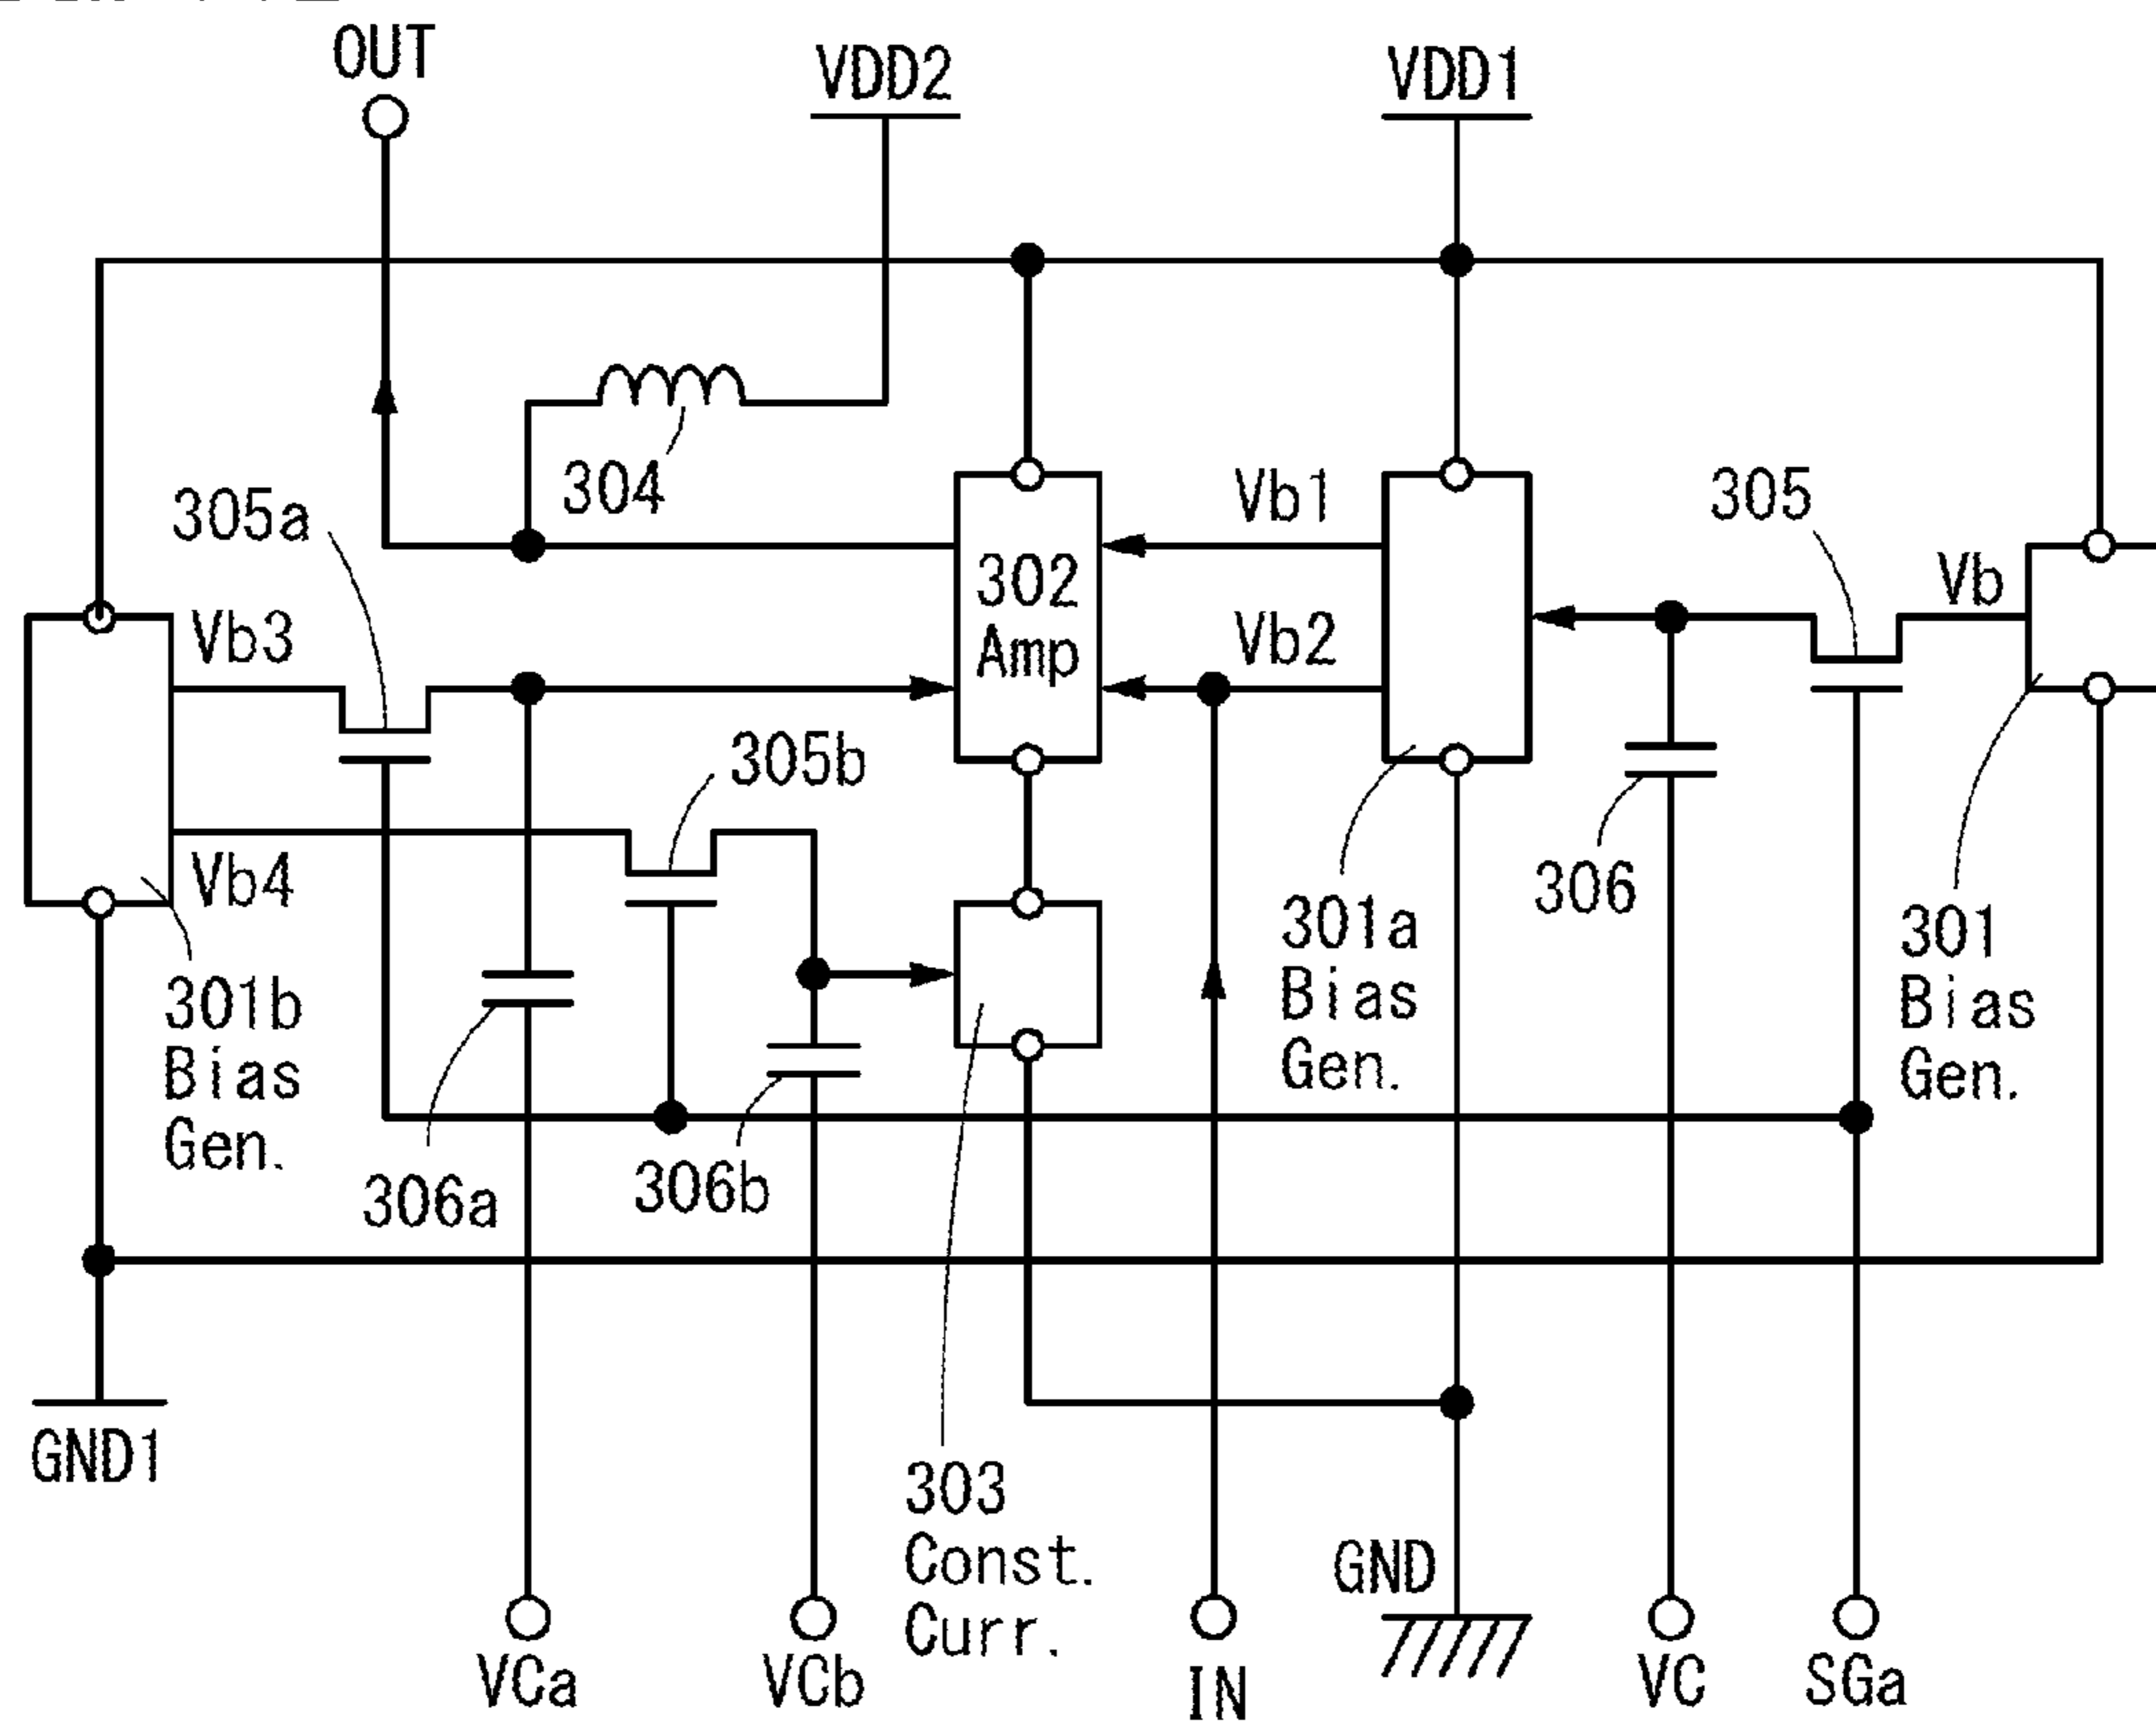 OUT
VDD2
VDD1
304
305a
Vb1
305
302
Amp
Vb
Vb3
Vb2
305b
Vb4
306
301a
Bias
Gen.
301
Bias
Gen.
301b
Bias
Gen.
306a
306b
GND1
303
Const.
Curr.
GND
VCa
VCb
IN
VC
SGa